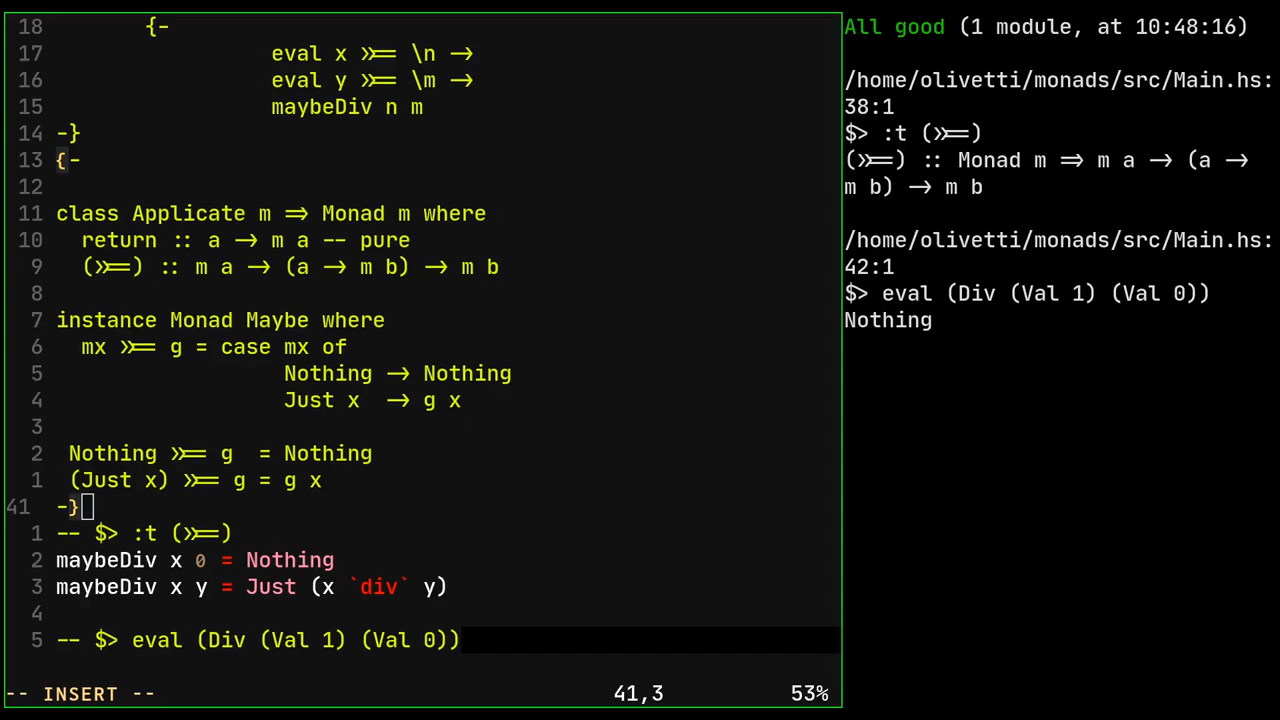 18         {-
17                   eval x >>= \n ->
16                   eval y >>= \m ->
15                   maybeDiv n m
14  -}
13  {-
12
11  class Applicate m => Monad m where
10    return :: a -> m a -- pure
9    (>>=) :: m a -> (a -> m b) -> m b
8
7  instance Monad Maybe where
6    mx >>= g = case mx of
5                    Nothing -> Nothing
4                    Just x  -> g x
3
2   Nothing >>= g  = Nothing
1   (Just x) >>= g = g x
41  -}
1  -- $> :t (>>=)
2  maybeDiv x 0 = Nothing
3  maybeDiv x y = Just (x `div` y)
4
5  -- $> eval (Div (Val 1) (Val 0))
-- INSERT --    41,3    53%
All good (1 module, at 10:48:16)
/home/olivetti/monads/src/Main.hs:
38:1
$> :t (>>=)
(>>=) :: Monad m => m a -> (a ->
m b) -> m b
/home/olivetti/monads/src/Main.hs:
42:1
$> eval (Div (Val 1) (Val 0))
Nothing